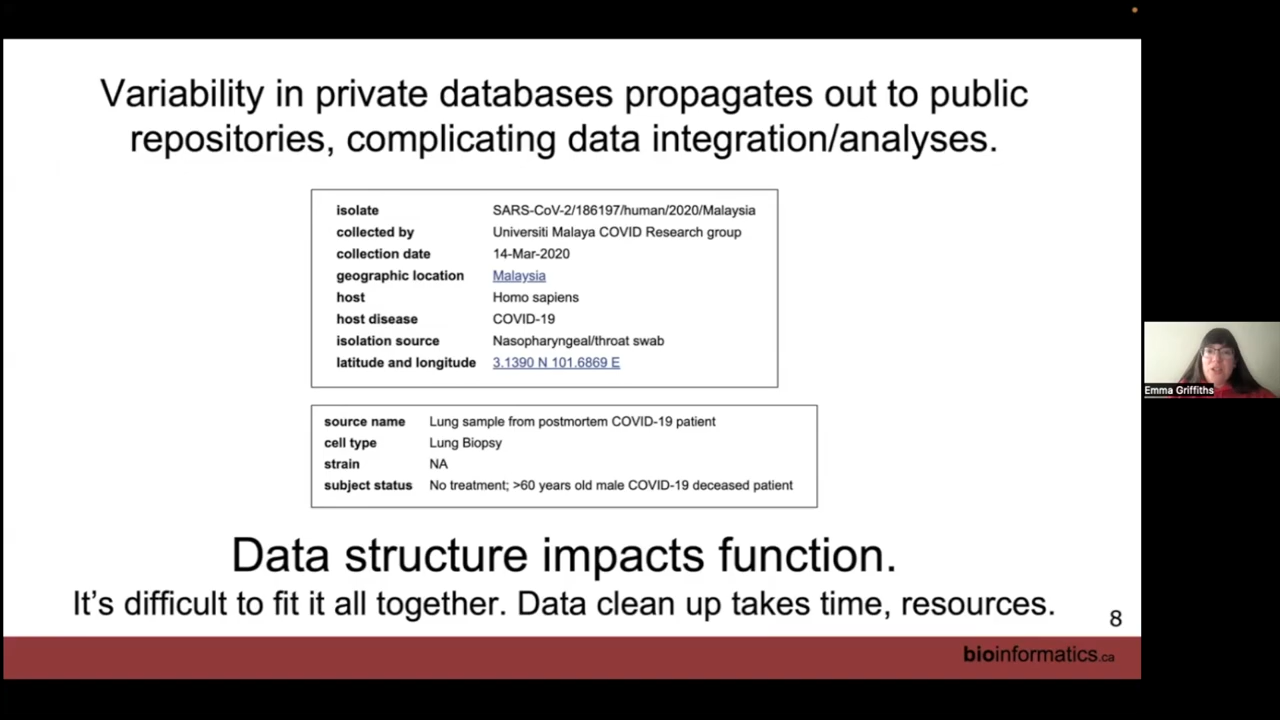 Variability in private databases propagates out to public
repositories, complicating data integration/analyses.
isolate SARS-CoV-2/186197/human/2020/Malaysia
collected by Universiti Malaya COVID Research group
collection date 14-Mar-2020
geographic location Malaysia
host Homo sapiens
host disease COVID-19
isolation source Nasopharyngeal/throat swab
latitude and longitude 3.1390 N 101.6869 E
source name Lung sample from postmortem COVID-19 patient
cell type Lung Biopsy
strain NA
subject status No treatment; >60 years old male COVID-19 deceased patient
Data structure impacts function.
It's difficult to fit it all together. Data clean up takes time, resources.
8
bioinformatics.ca
Emma Griffiths